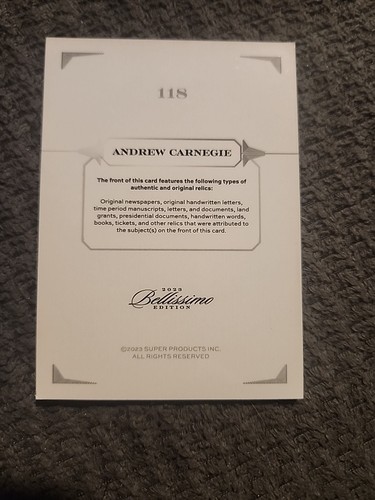 118
ANDREW CARNEGIE
The front of this card features the following types of
authentic and original relica:
Original newspapers, original handwritten letters,
time period manuscripts, letters, and documents, land
grants, presidential documents, handwritten words,
books, tickets, and other relics that were attributed to
the subject(s) on the front of this card.
2023
Bellissimo
EDITION
©2023 SUPER PRODUCTS INC.
ALL RIGHTS RESERVED